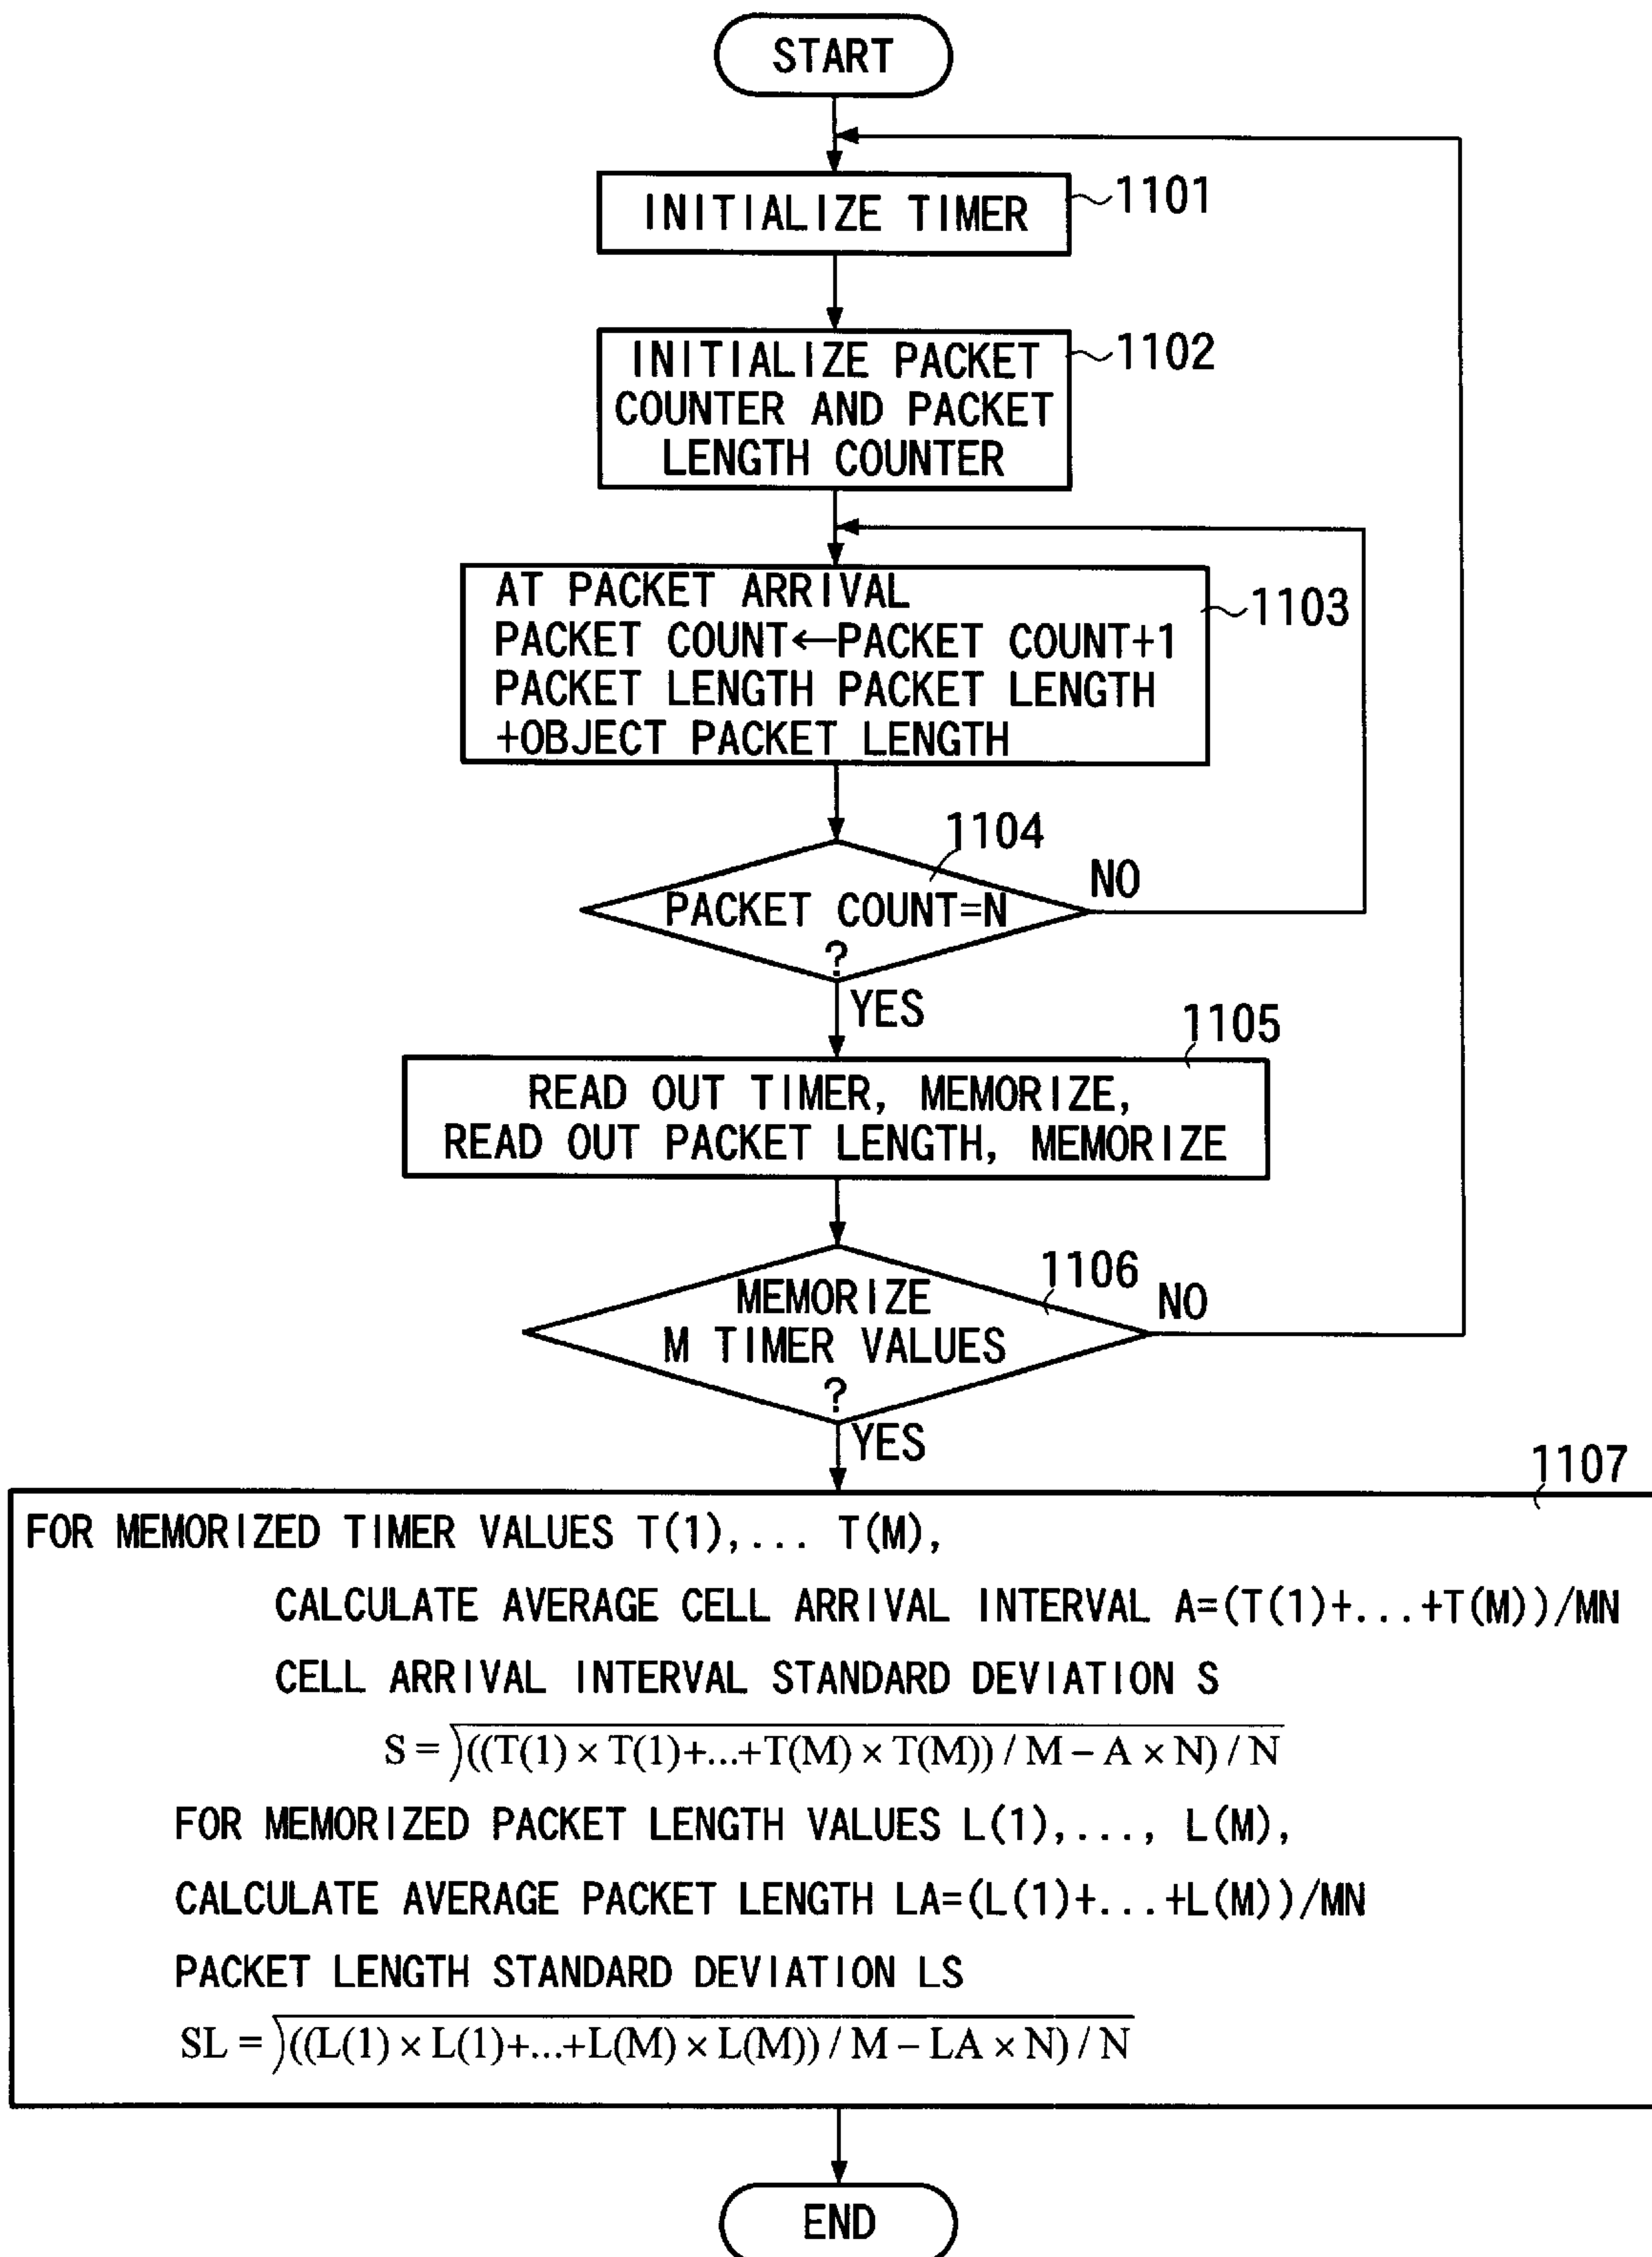 START
INITIALIZE TIMER
1101
INITIALIZE PACKET
COUNTER AND PACKET
LENGTH COUNTER
1102
AT PACKET ARRIVAL
PACKET COUNT←PACKET COUNT+1
PACKET LENGTH PACKET LENGTH
+OBJECT PACKET LENGTH
1103
1104
PACKET COUNT=N
?
NO
YES
1105
READ OUT TIMER, MEMORIZE,
READ OUT PACKET LENGTH, MEMORIZE
1106
MEMORIZE
M TIMER VALUES
?
NO
YES
1107
FOR MEMORIZED TIMER VALUES T(1),... T(M),
CALCULATE AVERAGE CELL ARRIVAL INTERVAL A=(T(1)+...+T(M))/MN
CELL ARRIVAL INTERVAL STANDARD DEVIATION S
S = √((T(1) × T(1)+...+T(M) × T(M)) / M – A × N) / N
FOR MEMORIZED PACKET LENGTH VALUES L(1),..., L(M),
CALCULATE AVERAGE PACKET LENGTH LA=(L(1)+...+L(M))/MN
PACKET LENGTH STANDARD DEVIATION LS
SL = √((L(1) × L(1)+...+L(M) × L(M)) / M – LA × N) / N
END